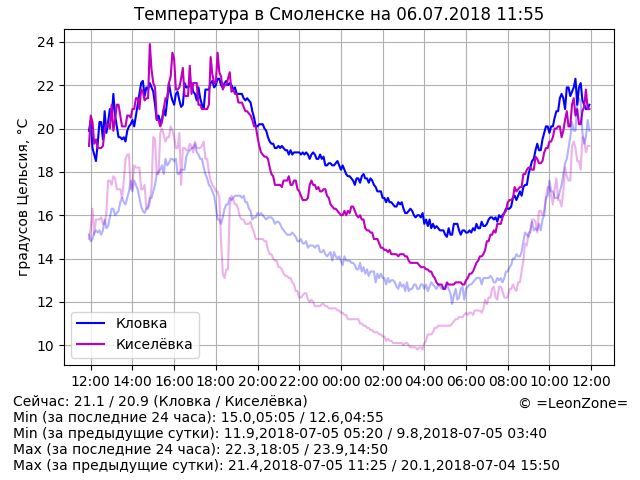 Температура в Смоленске на 06.07.2018 11:55
градусов Цельсия, °C
24
22
20
18
16
14
12
10
Кловка
Киселёвка
12:00 14:00 16:00 18:00 20:00 22:00 00:00 02:00 04:00 06:00 08:00 10:00 12:00
Сейчас: 21.1 / 20.9 (Кловка / Киселёвка)
© =LeonZone=
Min (за последние 24 часа): 15.0,05:05 / 12.6,04:55
Min (за предыдущие сутки): 11.9,2018-07-05 05:20 / 9.8,2018-07-05 03:40
Max (за последние 24 часа): 22.3,18:05 / 23.9,14:50
Max (за предыдущие сутки): 21.4,2018-07-05 11:25 / 20.1,2018-07-04 15:50